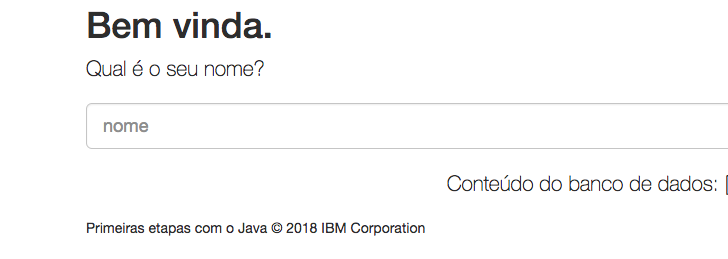 Bem vinda.
Qual é o seu nome?
nome
Conteúdo do banco de dados: [
Primeiras etapas com o Java © 2018 IBM Corporation